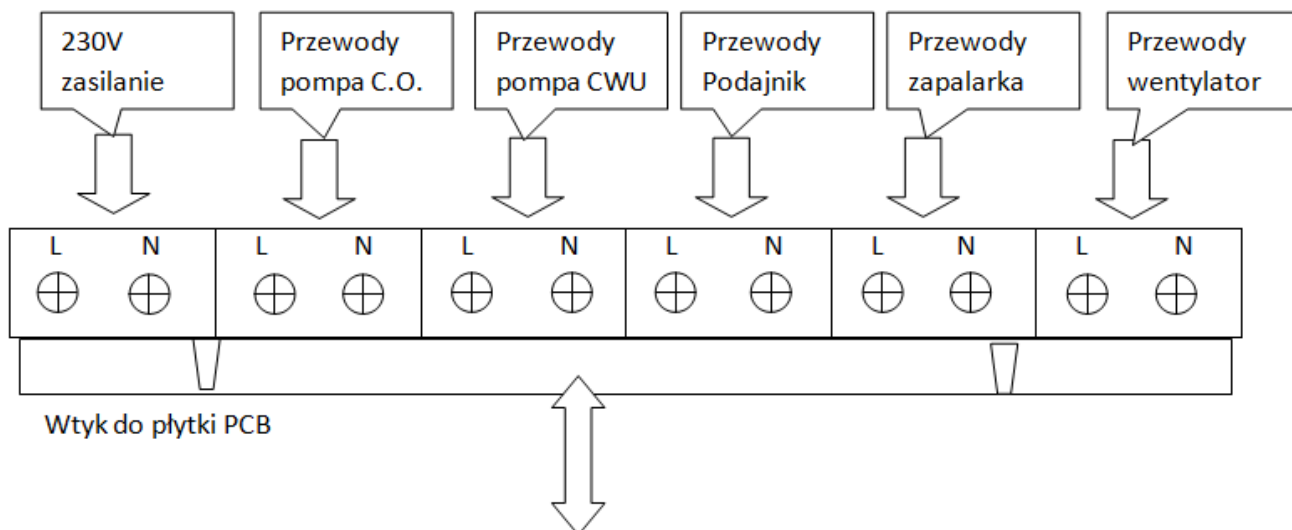 230V
zasilanie
Przewody
pompa C.O.
Przewody
pompa CWU
Przewody
Podajnik
Przewody
zapalarka
Przewody
wentylator
L N L N L N L N L N L N
Wtyk do płytki PCB